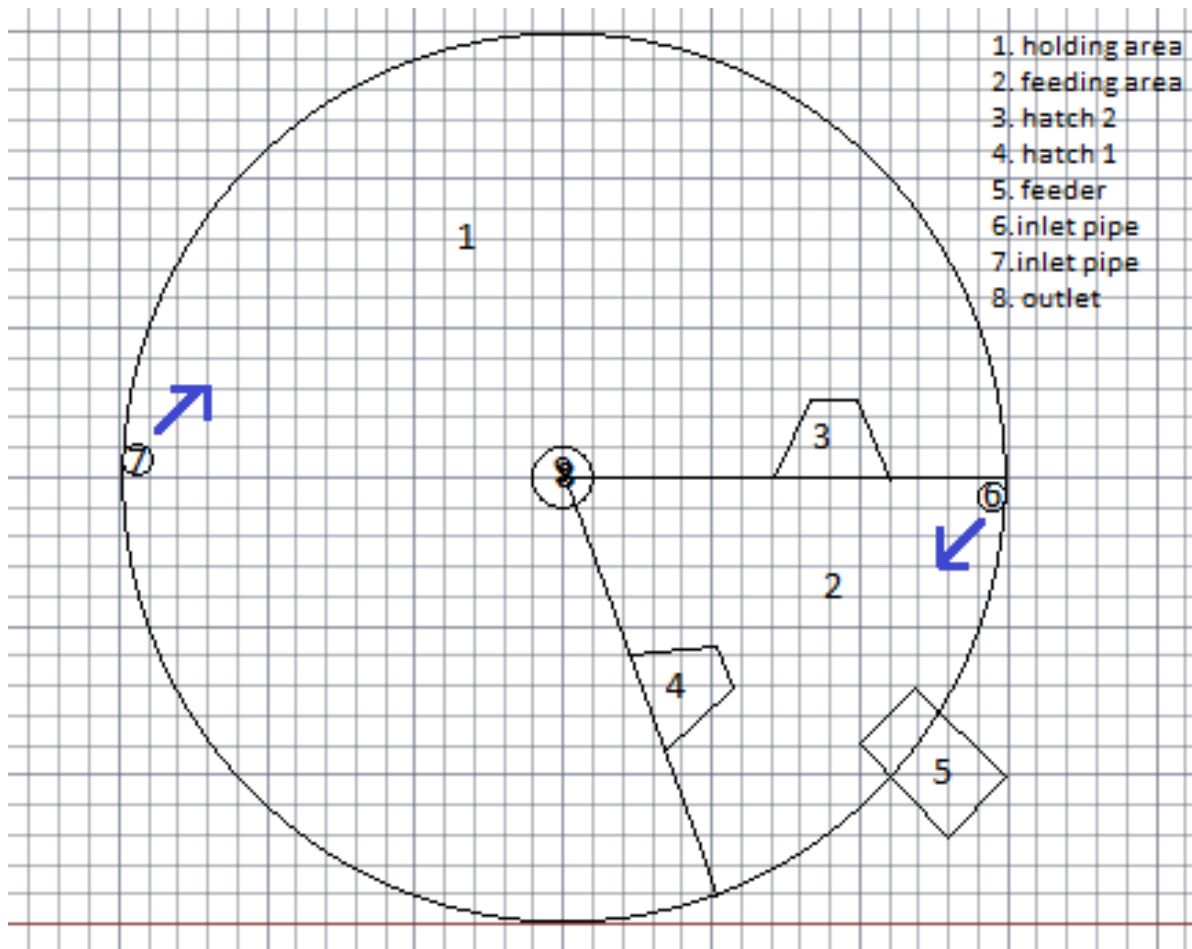 1. holding area
2. feeding area
3. hatch 2
4. hatch 1
5. feeder
6.inlet pipe
7.inlet pipe
8. outlet
1
3
7
6
2
4
5